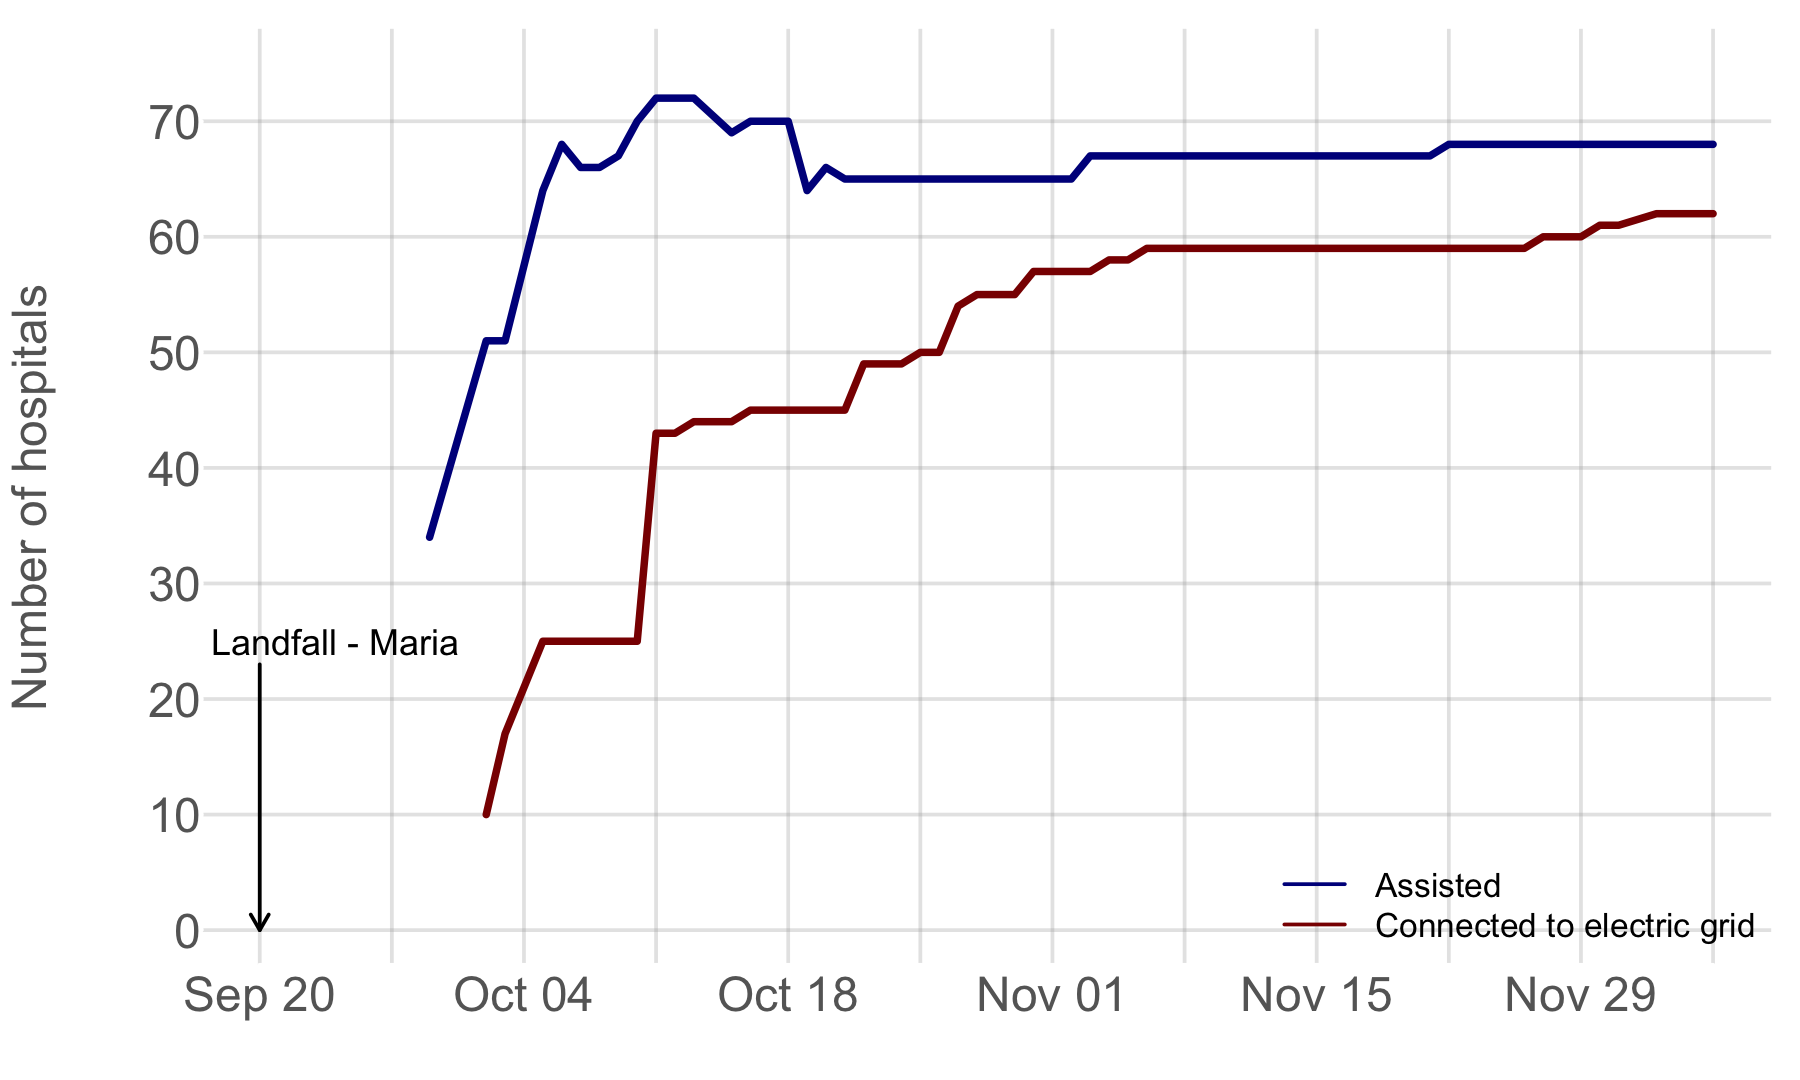 Number of hospitals
70
60
50
40
30
20
10
0
Landfall - Maria
Assisted
Connected to electric grid
Sep 20 Oct 04 Oct 18 Nov 01 Nov 15 Nov 29